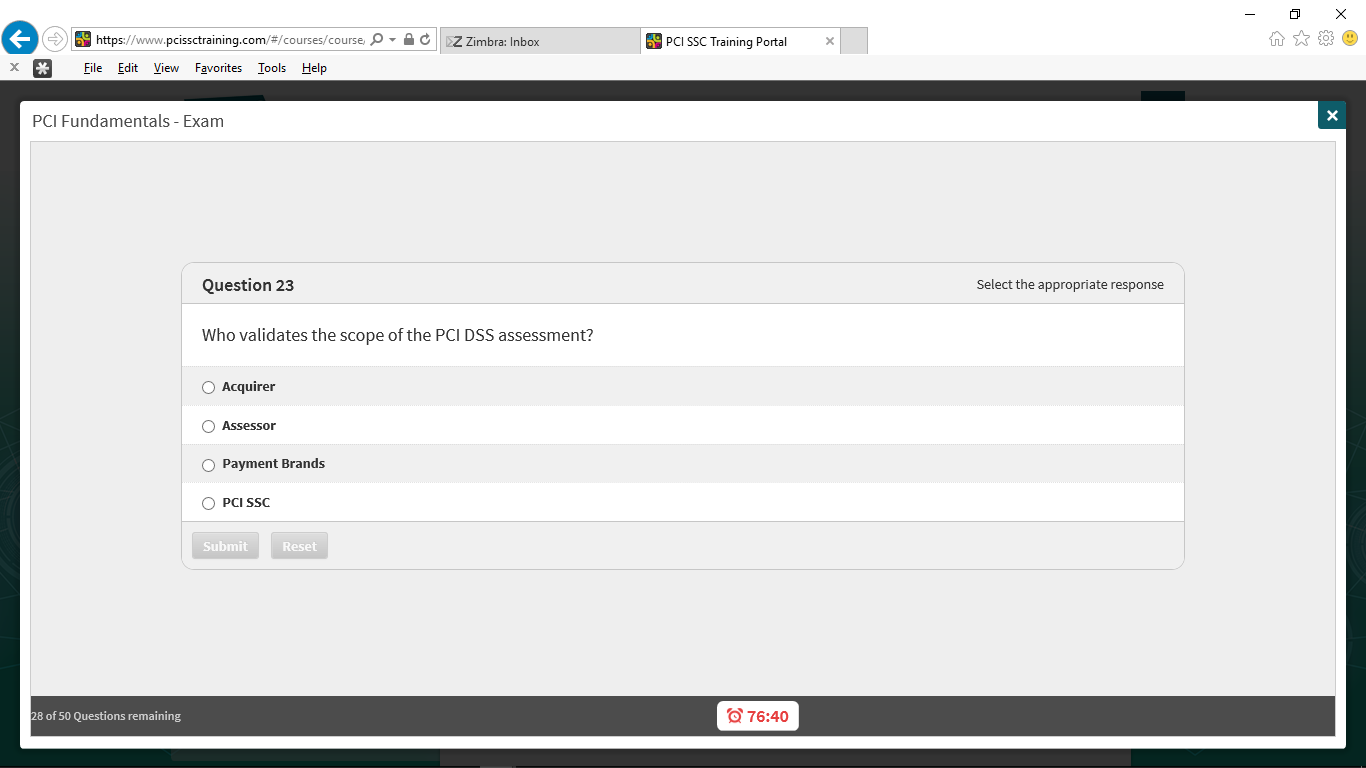 https://www.pcissctraining.com/#/courses/course,
Zimbra: Inbox
PCI SSC Training Portal
File Edit View Favorites Tools Help
PCI Fundamentals - Exam
Question 23
Select the appropriate response
Who validates the scope of the PCI DSS assessment?
Acquirer
Assessor
Payment Brands
PCI SSC
Submit Reset
28 of 50 Questions remaining
76:40